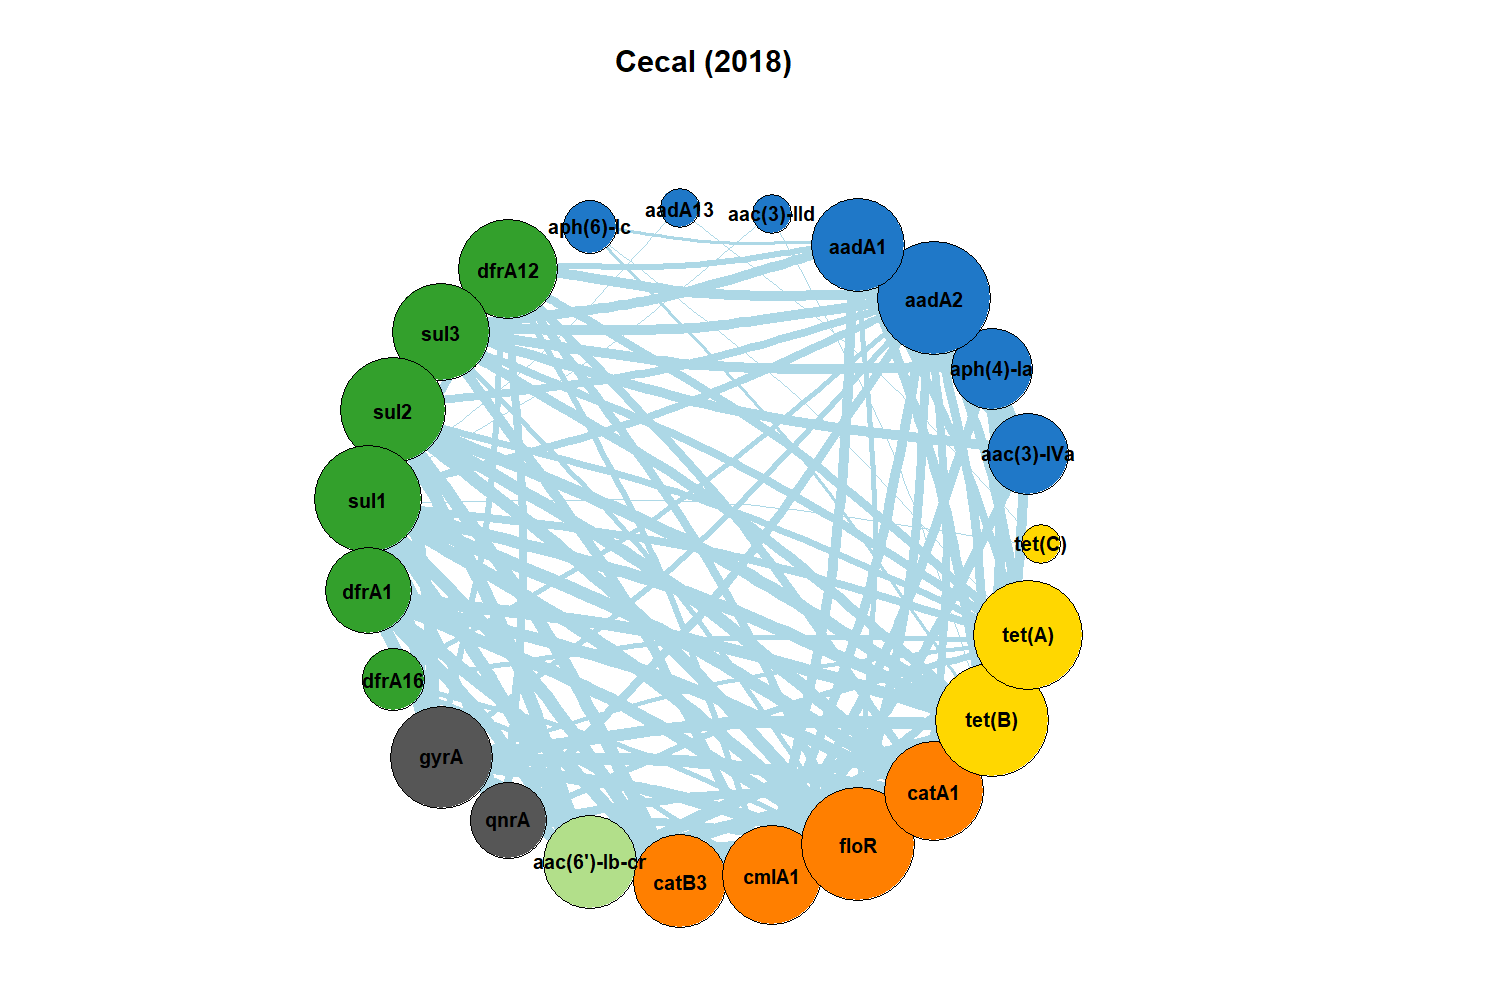 Cecal (2018)
aadA13
aac(3)-IId
aph(6)-Ic
aadA1
dfrA12
aadA2
sul3
aph(4)-Ia
sul2
aac(3)-IVa
sul1
tet(C)
dfrA1
tet(A)
dfrA16
tet(B)
gyrA
catA1
qnrA
floR
aac(6')-Ib-cr
cmlA1
catB3